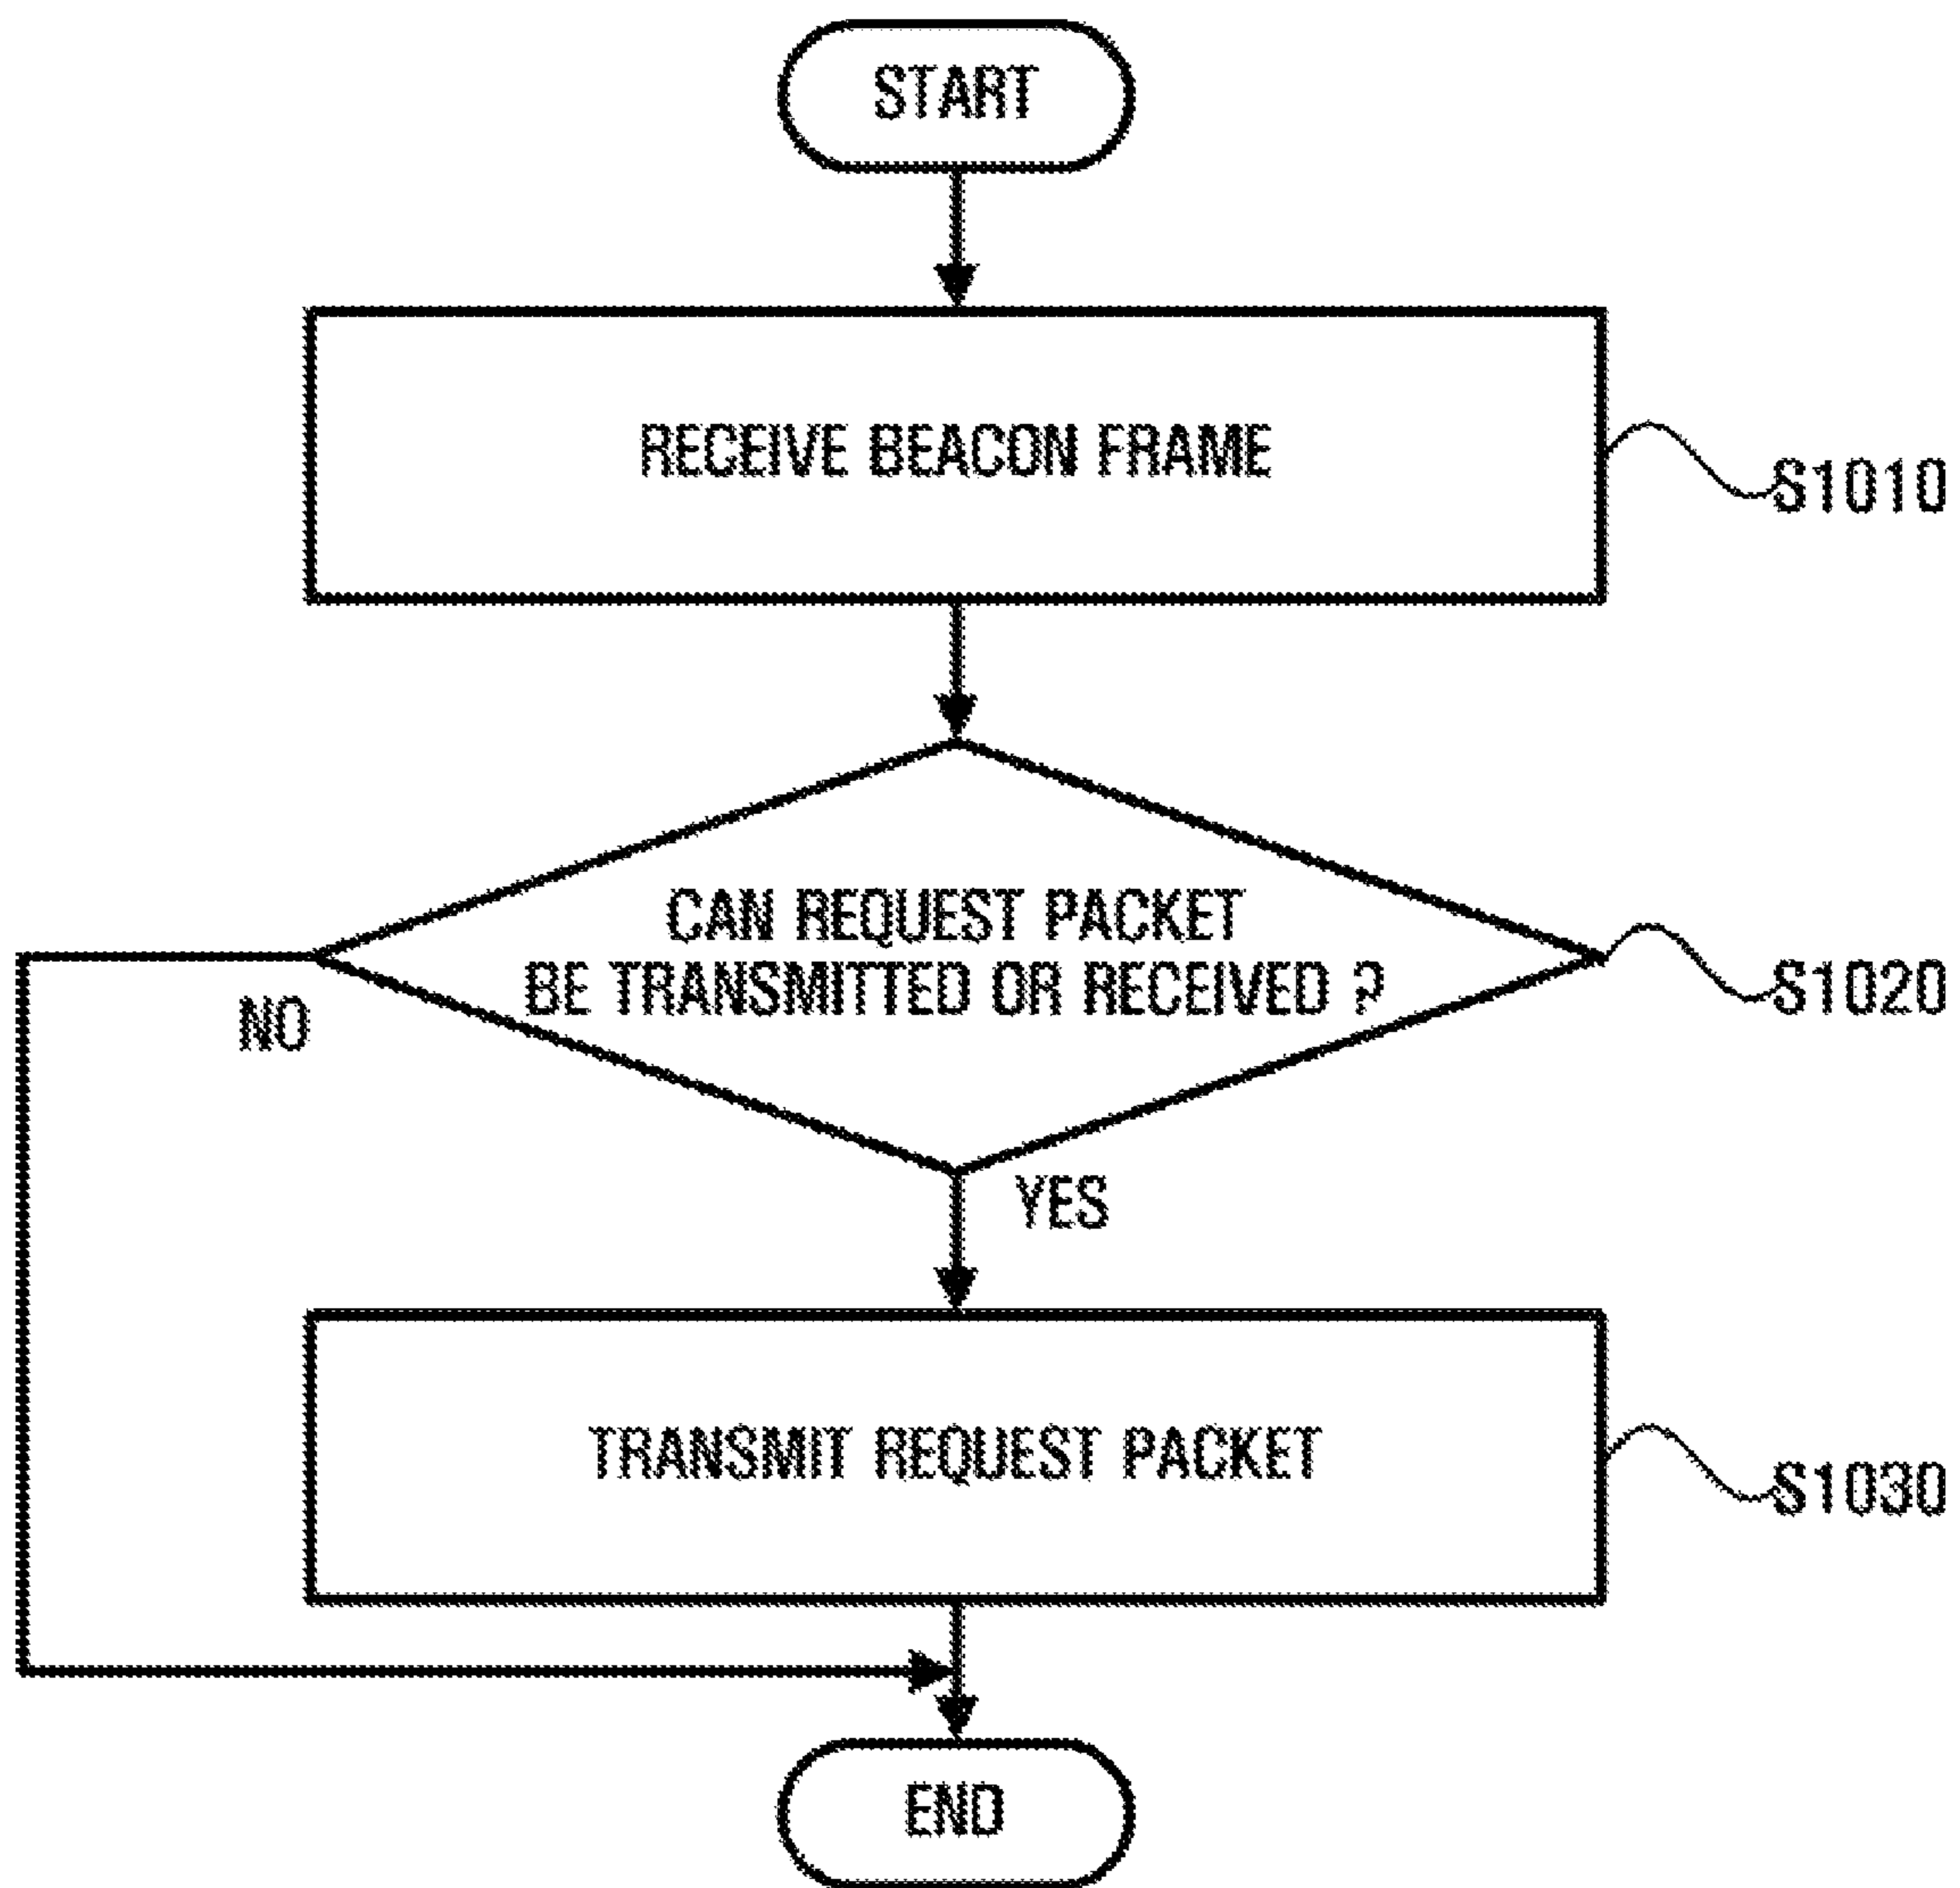 START
RECEIVE BEACON FRAME
S1010
CAN REQUEST PACKET
BE TRANSMITTED OR RECEIVED ?
S1020
NO
YES
TRANSMIT REQUEST PACKET
S1030
END